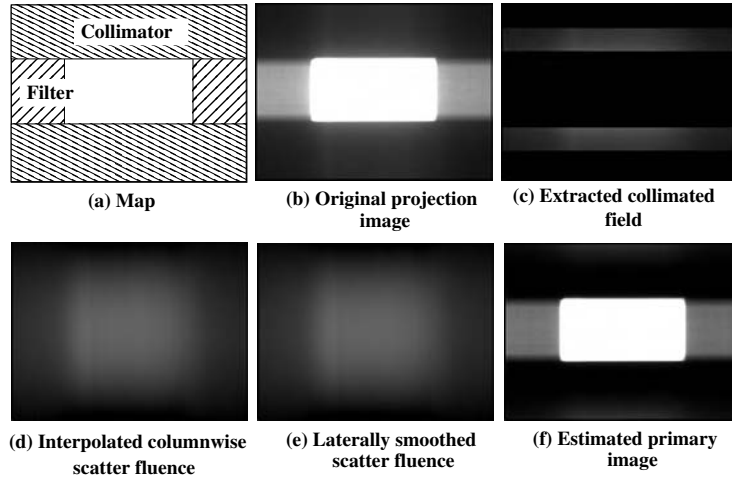 Collimator
Filter
(a) Map
(b) Original projection
image
(c) Extracted collimated
field
(d) Interpolated columnwise
scatter fluence
(e) Laterally smoothed
scatter fluence
(f) Estimated primary
image